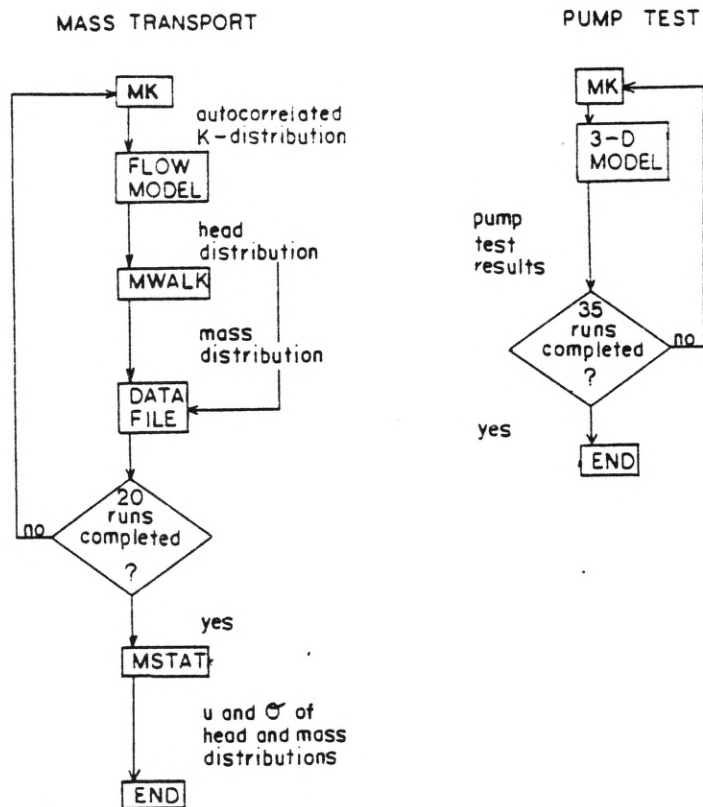 MASS TRANSPORT
MK
autocorrelated
K-distribution
FLOW
MODEL
head
distribution
MWALK
mass
distribution
DATA
FILE
20
runs
completed
?
no
yes
MSTAT
u and σ of
head and mass
distributions
END
PUMP TEST
MK
3-D
MODEL
pump
test
results
35
runs
completed
?
no
yes
END